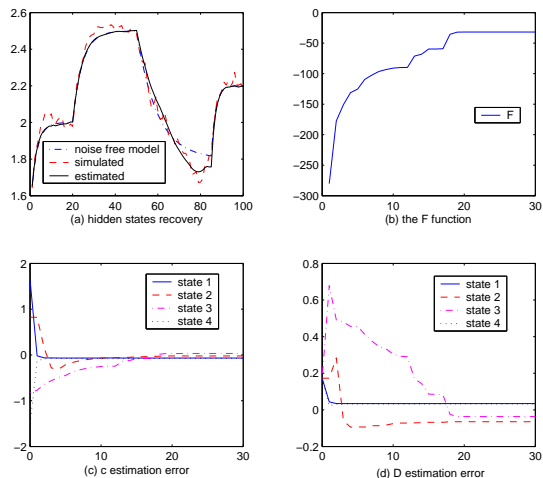 2.6
2.4
2.2
2
1.8
1.6
0
20
40
60
80
100
noise free model
simulated
estimated
(a) hidden states recovery
0
−50
−100
−150
−200
−250
−300
0
10
20
30
F
(b) the F function
2
1
0
−1
−2
0
5
10
15
20
25
30
state 1
state 2
state 3
state 4
(c) c estimation error
0.8
0.6
0.4
0.2
0
−0.2
0
10
20
30
state 1
state 2
state 3
state 4
(d) D estimation error